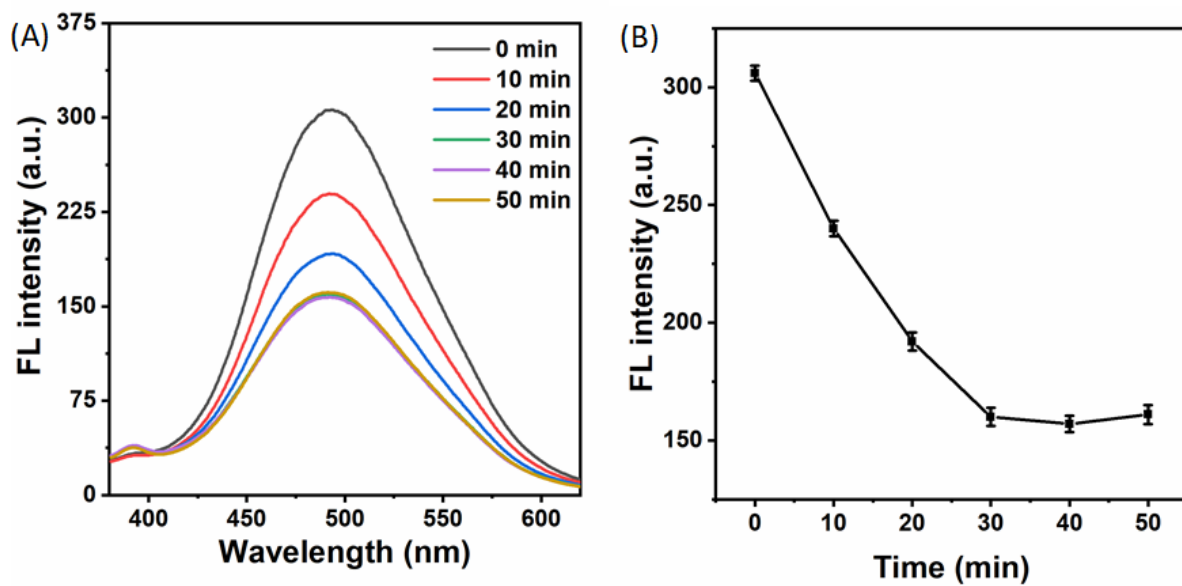 (A)
375
300
225
150
75
0
FL intensity (a.u.)
400 450 500 550 600
Wavelength (nm)
0 min
10 min
20 min
30 min
40 min
50 min
(B)
300
250
200
150
FL intensity (a.u.)
0 10 20 30 40 50
Time (min)